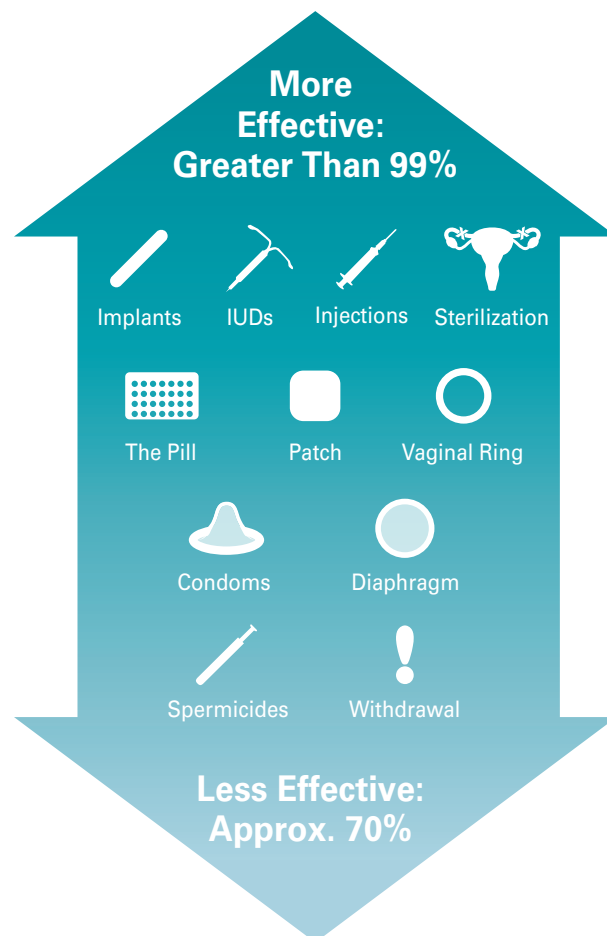 More
Effective:
Greater Than 99%
Implants IUDs Injections Sterilization
The Pill Patch Vaginal Ring
Condoms Diaphragm
Spermicides Withdrawal
Less Effective:
Approx. 70%